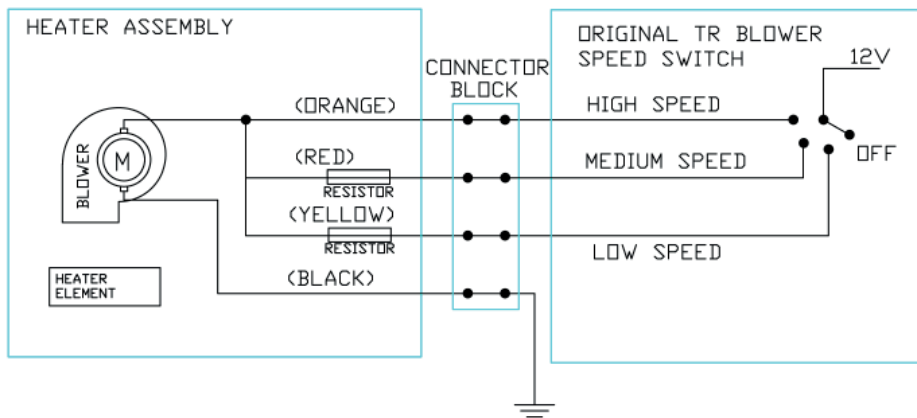 HEATER ASSEMBLY
ORIGINAL TR BLOWER
SPEED SWITCH
12V
CONNECTOR
BLOCK
(ORANGE)
HIGH SPEED
OFF
M
BLOWER
(RED)
RESISTOR
MEDIUM SPEED
(YELLOW)
RESISTOR
LOW SPEED
(BLACK)
HEATER
ELEMENT